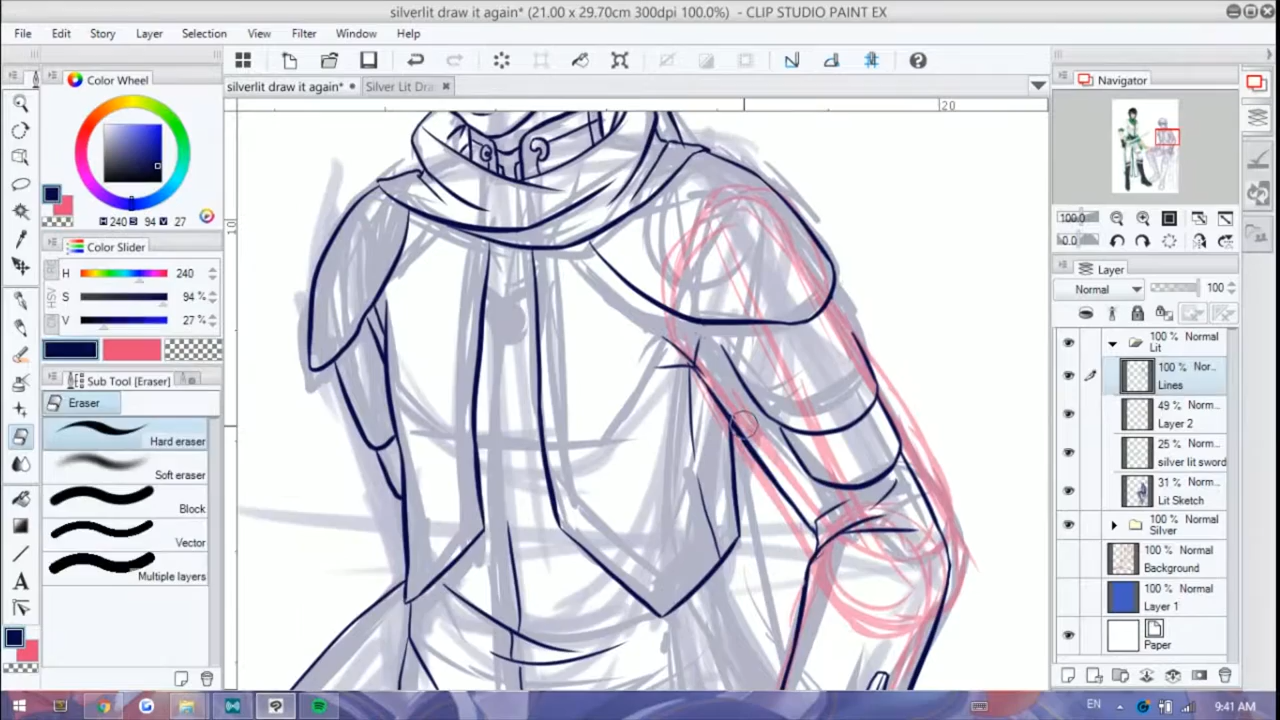 silverlit draw it again* (21.00 x 29.70cm 300dpi 100.0%) - CLIP STUDIO PAINT EX
File Edit Story Layer Selection View Filter Window Help
Color Wheel
silverlit draw it again*
Silver Lit Dra
Navigator
20
10
H 240 S 94 V 27
100.0
0.0
Color Slider
H 240
S 94 %
V 27 %
RGB
HSV
Layer
Normal 100
Sub Tool [Eraser]
Eraser
Hard eraser
Soft eraser
Block
Vector
Multiple layers
100 % Normal
Lit
100 % Nor...
Lines
49 % Norm...
Layer 2
25 % Norm...
silver lit sword
31 % Norm...
Lit Sketch
100 % Normal
Silver
100 % Normal
Background
100 % Normal
Layer 1
Paper
EN
9:41 AM